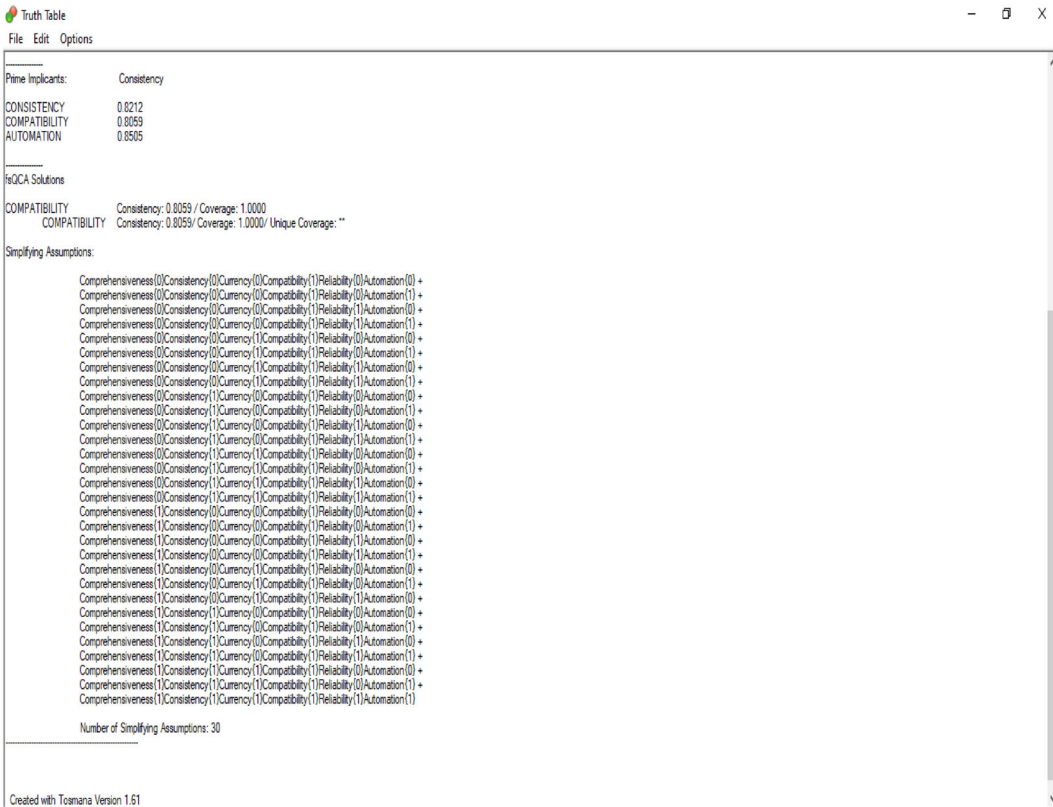 Truth Table
File Edit Options
----------------
Prime Implicants: Consistency
CONSISTENCY 0.8212
COMPATIBILITY 0.8059
AUTOMATION 0.8505
----------------
fsQCA Solutions
COMPATIBILITY Consistency: 0.8059 / Coverage: 1.0000
COMPATIBILITY Consistency: 0.8059/ Coverage: 1.0000/ Unique Coverage: **
Simplifying Assumptions:
Comprehensiveness{0}Consistency{0}Currency{0}Compatibility{1}Reliability{0}Automation{0} +
Comprehensiveness{0}Consistency{0}Currency{0}Compatibility{1}Reliability{0}Automation{1} +
Comprehensiveness{0}Consistency{0}Currency{0}Compatibility{1}Reliability{1}Automation{0} +
Comprehensiveness{0}Consistency{0}Currency{0}Compatibility{1}Reliability{1}Automation{1} +
Comprehensiveness{0}Consistency{0}Currency{1}Compatibility{1}Reliability{0}Automation{0} +
Comprehensiveness{0}Consistency{0}Currency{1}Compatibility{1}Reliability{0}Automation{1} +
Comprehensiveness{0}Consistency{0}Currency{1}Compatibility{1}Reliability{1}Automation{0} +
Comprehensiveness{0}Consistency{0}Currency{1}Compatibility{1}Reliability{1}Automation{1} +
Comprehensiveness{0}Consistency{1}Currency{0}Compatibility{1}Reliability{0}Automation{0} +
Comprehensiveness{0}Consistency{1}Currency{0}Compatibility{1}Reliability{0}Automation{1} +
Comprehensiveness{0}Consistency{1}Currency{0}Compatibility{1}Reliability{1}Automation{0} +
Comprehensiveness{0}Consistency{1}Currency{0}Compatibility{1}Reliability{1}Automation{1} +
Comprehensiveness{0}Consistency{1}Currency{1}Compatibility{1}Reliability{0}Automation{0} +
Comprehensiveness{0}Consistency{1}Currency{1}Compatibility{1}Reliability{0}Automation{1} +
Comprehensiveness{0}Consistency{1}Currency{1}Compatibility{1}Reliability{1}Automation{0} +
Comprehensiveness{0}Consistency{1}Currency{1}Compatibility{1}Reliability{1}Automation{1} +
Comprehensiveness{1}Consistency{0}Currency{0}Compatibility{1}Reliability{0}Automation{0} +
Comprehensiveness{1}Consistency{0}Currency{0}Compatibility{1}Reliability{0}Automation{1} +
Comprehensiveness{1}Consistency{0}Currency{0}Compatibility{1}Reliability{1}Automation{0} +
Comprehensiveness{1}Consistency{0}Currency{0}Compatibility{1}Reliability{1}Automation{1} +
Comprehensiveness{1}Consistency{0}Currency{1}Compatibility{1}Reliability{0}Automation{0} +
Comprehensiveness{1}Consistency{0}Currency{1}Compatibility{1}Reliability{0}Automation{1} +
Comprehensiveness{1}Consistency{0}Currency{1}Compatibility{1}Reliability{1}Automation{0} +
Comprehensiveness{1}Consistency{1}Currency{0}Compatibility{1}Reliability{0}Automation{0} +
Comprehensiveness{1}Consistency{1}Currency{0}Compatibility{1}Reliability{0}Automation{1} +
Comprehensiveness{1}Consistency{1}Currency{0}Compatibility{1}Reliability{1}Automation{0} +
Comprehensiveness{1}Consistency{1}Currency{0}Compatibility{1}Reliability{1}Automation{1} +
Comprehensiveness{1}Consistency{1}Currency{1}Compatibility{1}Reliability{0}Automation{0} +
Comprehensiveness{1}Consistency{1}Currency{1}Compatibility{1}Reliability{0}Automation{1} +
Comprehensiveness{1}Consistency{1}Currency{1}Compatibility{1}Reliability{1}Automation{1}
Number of Simplifying Assumptions: 30
----------------------------------------------------
Created with Tosmana Version 1.61